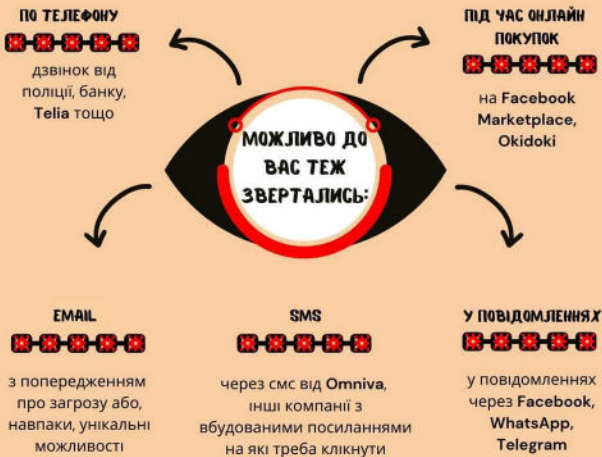 ПО ТЕЛЕФОНУ
дзвінок від
поліції, банку,
Telia тощо
ПІД ЧАС ОНЛАЙН
ПОКУПОК
на Facebook
Marketplace,
Okidoki
МОЖЛИВО ДО
ВАС ТЕЖ
ЗВЕРТАЛИСЬ:
EMAIL
з попередженням
про загрозу або,
навпаки, унікальні
можливості
SMS
через смс від Omniva,
інші компанії з
вбудованими посиланнями
на які треба клікнути
У ПОВІДОМЛЕННЯХ
у повідомленнях
через Facebook,
WhatsApp,
Telegram